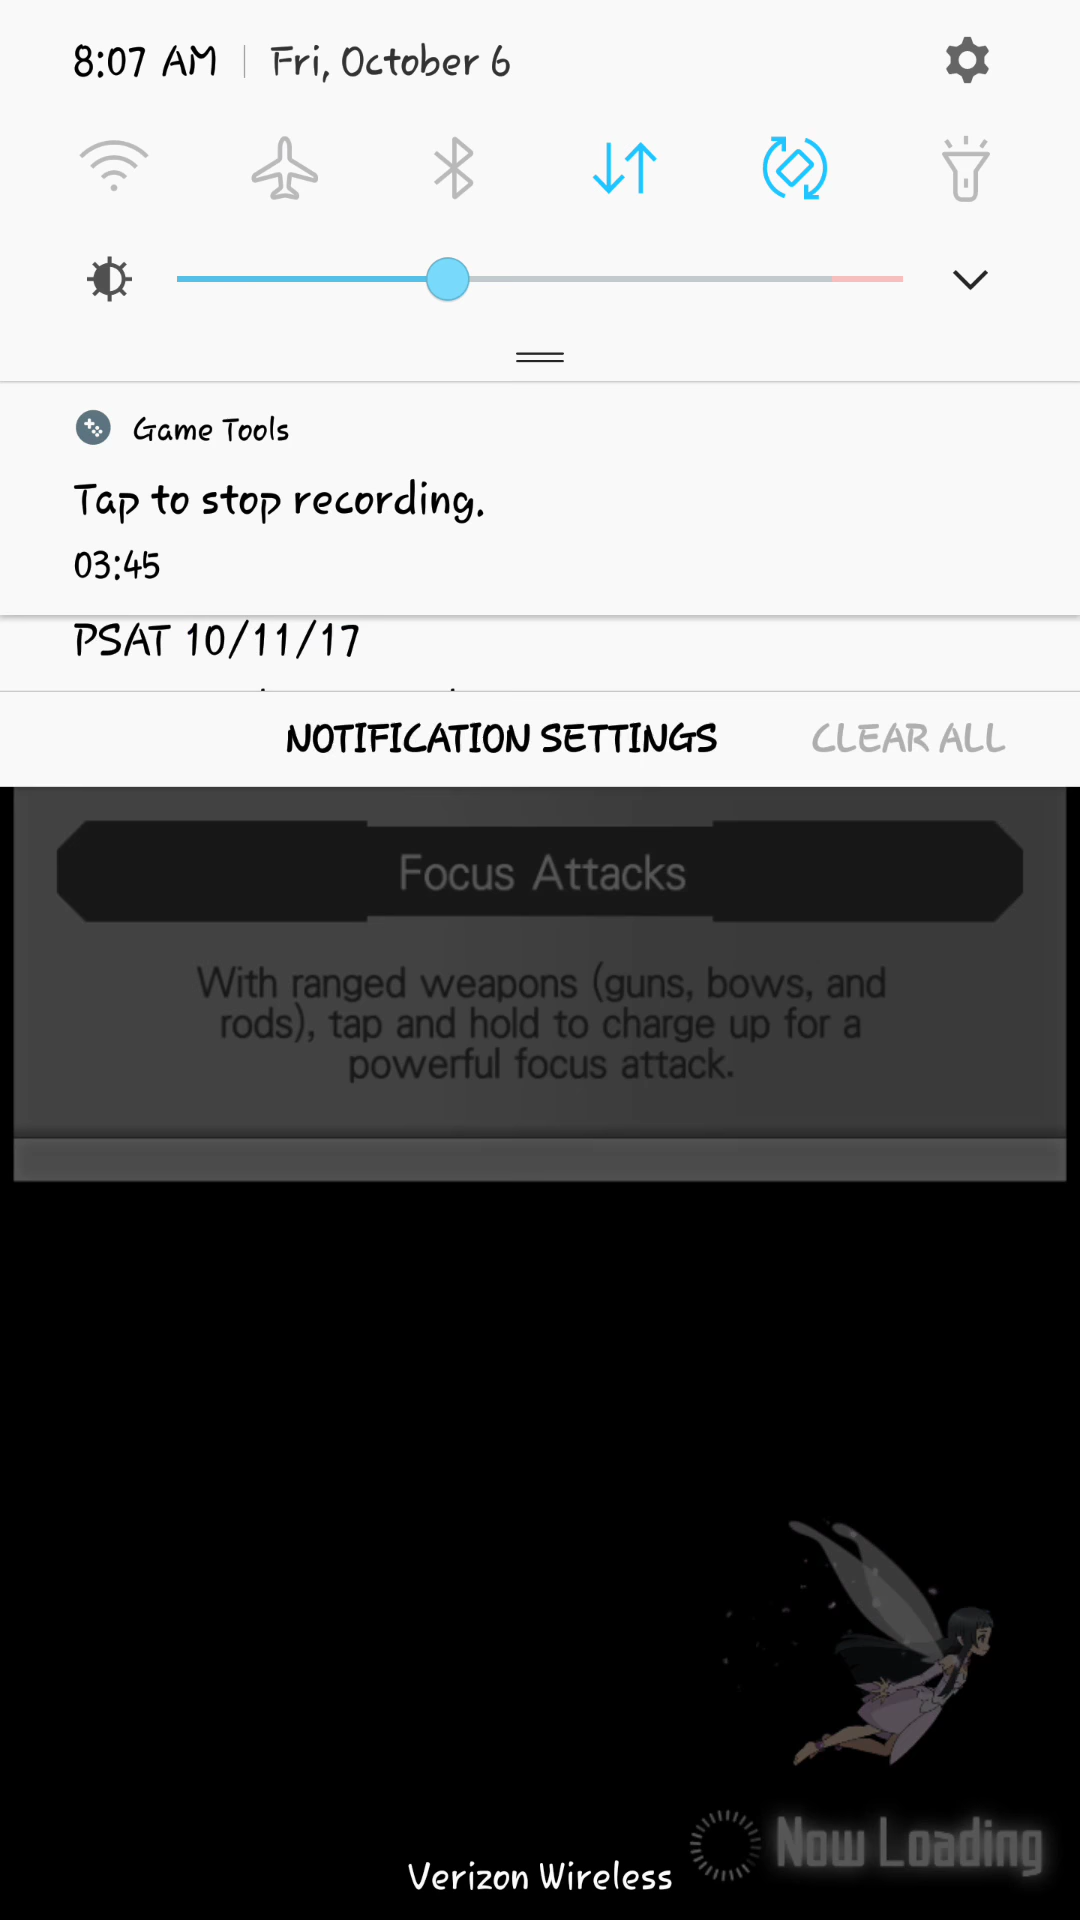 8:07 AM | Fri, October 6
Game Tools
Tap to stop recording.
03:45
PSAT 10/11/17
NOTIFICATION SETTINGS CLEAR ALL
Focus Attacks
With ranged weapons (guns, bows, and
rods), tap and hold to charge up for a
powerful focus attack.
Now Loading
Verizon Wireless